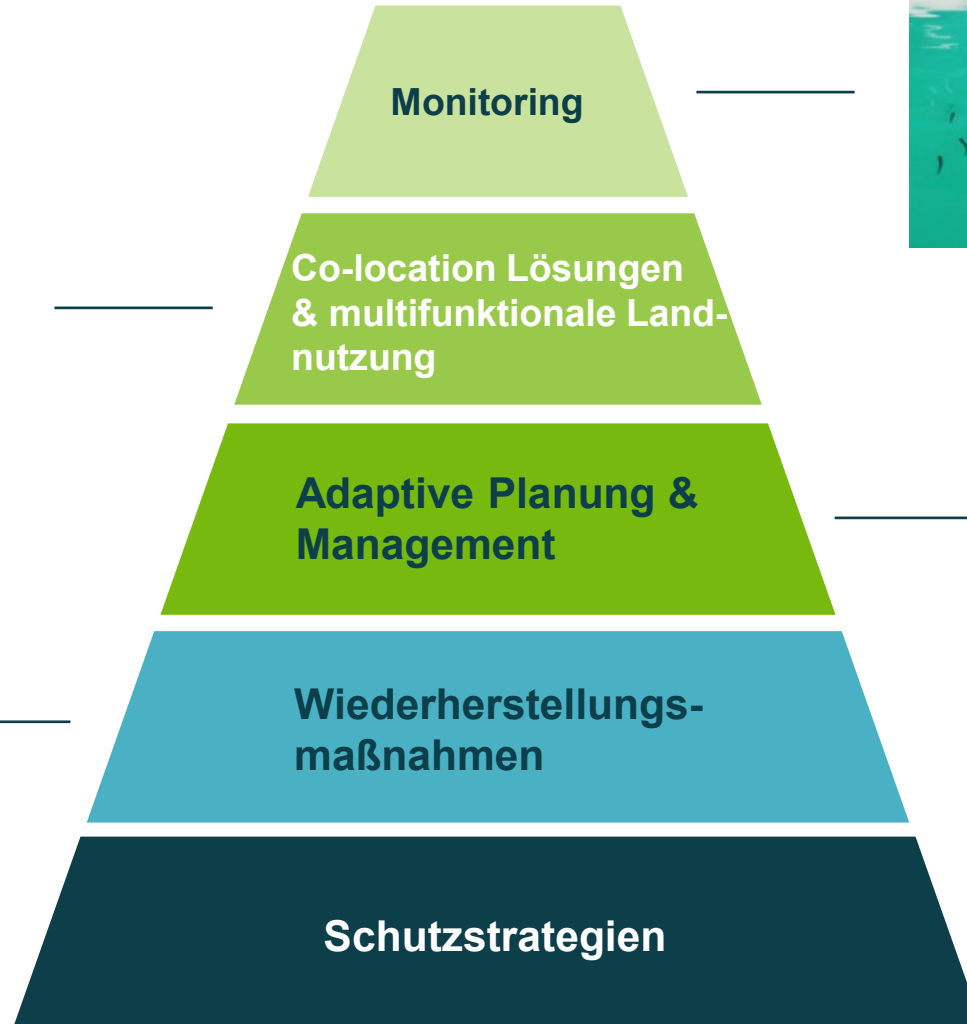 Monitoring
Co-location Lösungen
& multifunktionale Land-
nutzung
Adaptive Planung &
Management
Wiederherstellungs-
maßnahmen
Schutzstrategien